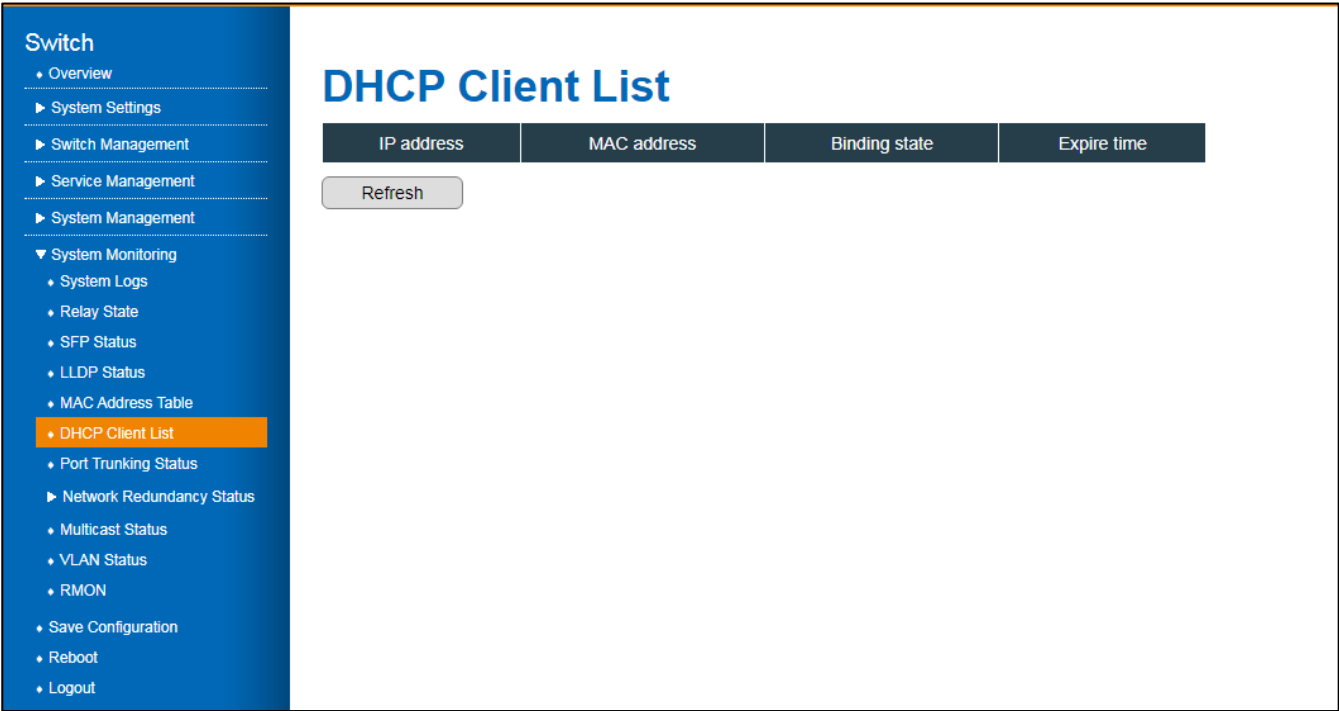 Switch
Overview
System Settings
Switch Management
Service Management
System Management
System Monitoring
System Logs
Relay State
SFP Status
LLDP Status
MAC Address Table
DHCP Client List
Port Trunking Status
Network Redundancy Status
Multicast Status
VLAN Status
RMON
Save Configuration
Reboot
Logout
DHCP Client List
IP address MAC address Binding state Expire time
Refresh